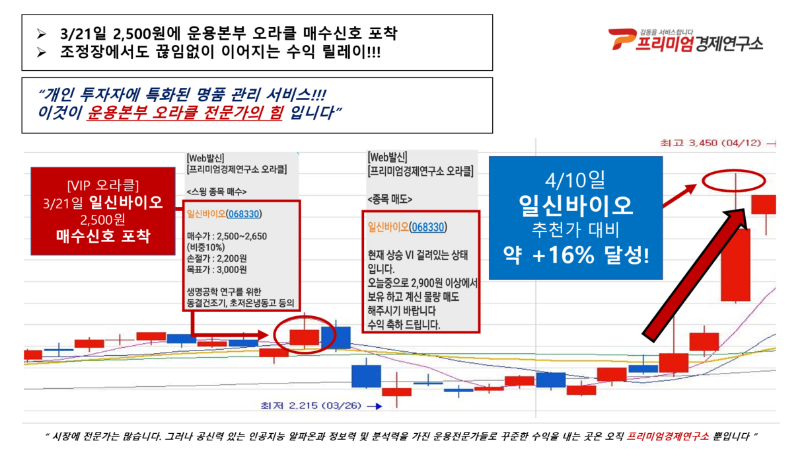 ➢ 3/21일 2,500원에 운용본부 오라클 매수신호 포착
➢ 조정장에서도 끊임없이 이어지는 수익 릴레이!!!
감동을 서비스합니다
프리미엄경제연구소
“개인 투자자에 특화된 명품 관리 서비스!!!
이것이 운용본부 오라클 전문가의 힘 입니다”
[VIP 오라클]
3/21일 일신바이오
2,500원
매수신호 포착
[Web발신]
[프리미엄경제연구소 오라클]
<스윙 종목 매수>
일신바이오(068330)
매수가 : 2,500~2,650
(비중10%)
손절가 : 2,200원
목표가 : 3,000원
생명공학 연구를 위한
동결건조기, 초저온냉동고 등의
[Web발신]
[프리미엄경제연구소 오라클]
<종목 매도>
일신바이오(068330)
현재 상승 VI 걸려있는 상태
입니다.
오늘중으로 2,900원 이상에서
보유 하고 계신 물량 매도
해주시기 바랍니다
수익 축하 드립니다.
4/10일
일신바이오
추천가 대비
약 +16% 달성!
최고 3,450 (04/12) →
최저 2,215 (03/26) →
“ 시장에 전문가는 많습니다. 그러나 공신력 있는 인공지능 알파온과 정보력 및 분석력을 가진 운용전문가들로 꾸준한 수익을 내는 곳은 오직 프리미엄경제연구소 뿐입니다 ”